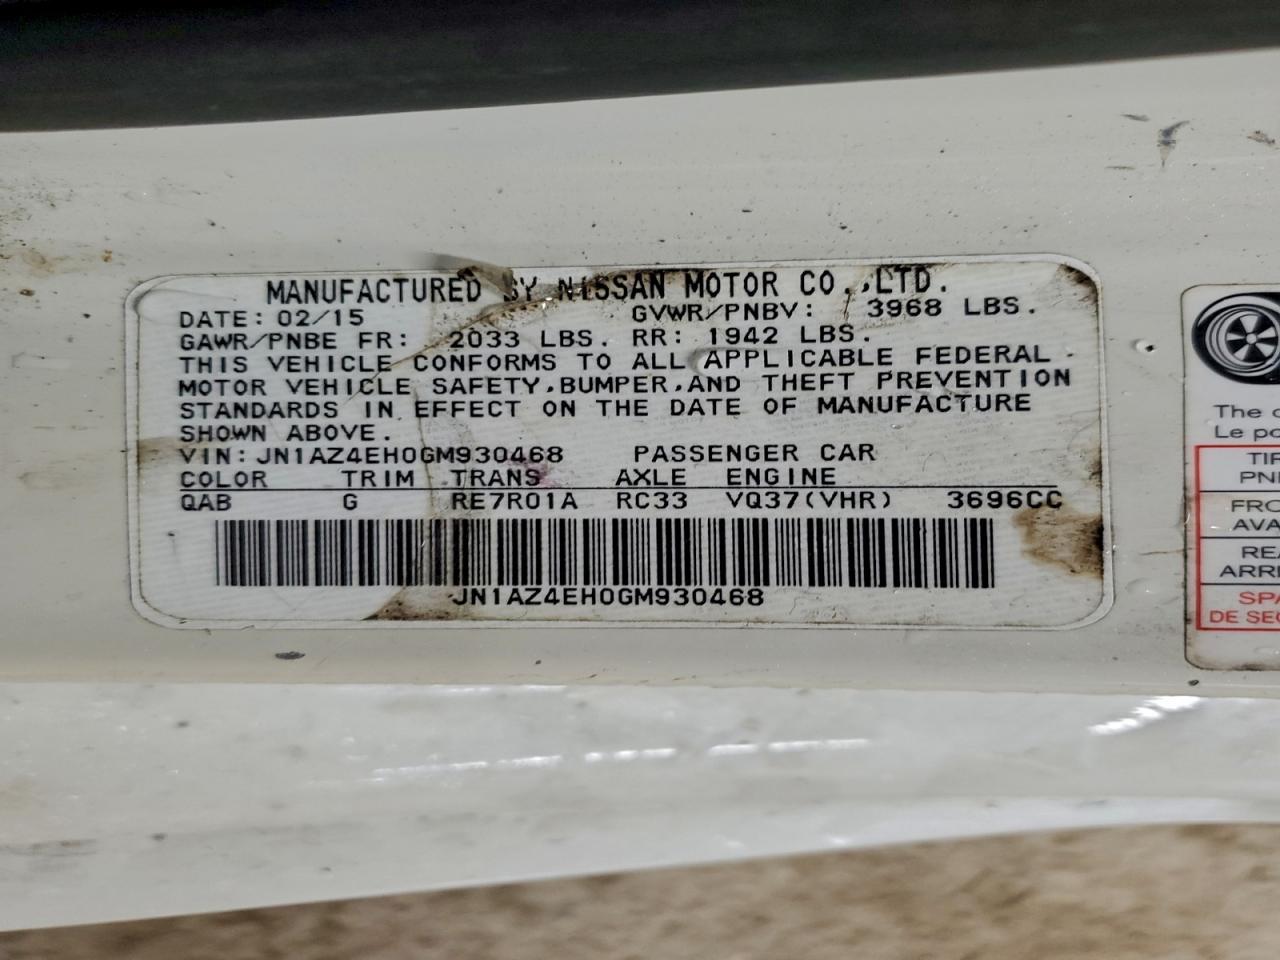 MANUFACTURED BY NISSAN MOTOR CO.,LTD.
DATE: 02/15 GVWR/PNBV: 3968 LBS.
GAWR/PNBE FR: 2033 LBS. RR: 1942 LBS.
THIS VEHICLE CONFORMS TO ALL APPLICABLE FEDERAL
MOTOR VEHICLE SAFETY,BUMPER,AND THEFT PREVENTION
STANDARDS IN EFFECT ON THE DATE OF MANUFACTURE
SHOWN ABOVE.
VIN: JN1AZ4EH0GM930468 PASSENGER CAR
COLOR TRIM TRANS AXLE ENGINE
QAB G RE7R01A RC33 VQ37(VHR) 3696CC
JN1AZ4EH0GM930468
The
Le